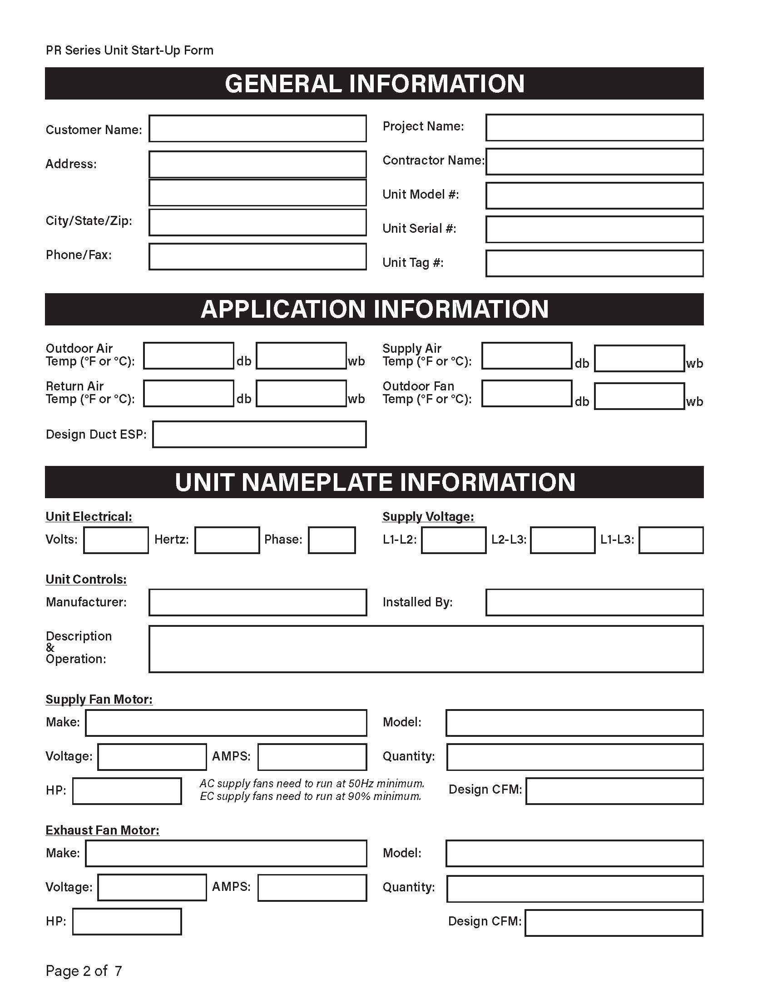 PR Series Unit Start-Up Form
GENERAL INFORMATION
Customer Name:
Project Name:
Address:
Contractor Name:
Unit Model #:
City/State/Zip:
Unit Serial #:
Phone/Fax:
Unit Tag #:
APPLICATION INFORMATION
Outdoor Air
Temp (°F or °C): db wb
Supply Air
Temp (°F or °C): db wb
Return Air
Temp (°F or °C): db wb
Outdoor Fan
Temp (°F or °C): db wb
Design Duct ESP:
UNIT NAMEPLATE INFORMATION
Unit Electrical:
Supply Voltage:
Volts: Hertz: Phase:
L1-L2: L2-L3: L1-L3:
Unit Controls:
Manufacturer:
Installed By:
Description
&
Operation:
Supply Fan Motor:
Make:
Model:
Voltage: AMPS:
Quantity:
HP:
AC supply fans need to run at 50Hz minimum.
EC supply fans need to run at 90% minimum.
Design CFM:
Exhaust Fan Motor:
Make:
Model:
Voltage: AMPS:
Quantity:
HP:
Design CFM:
Page 2 of 7